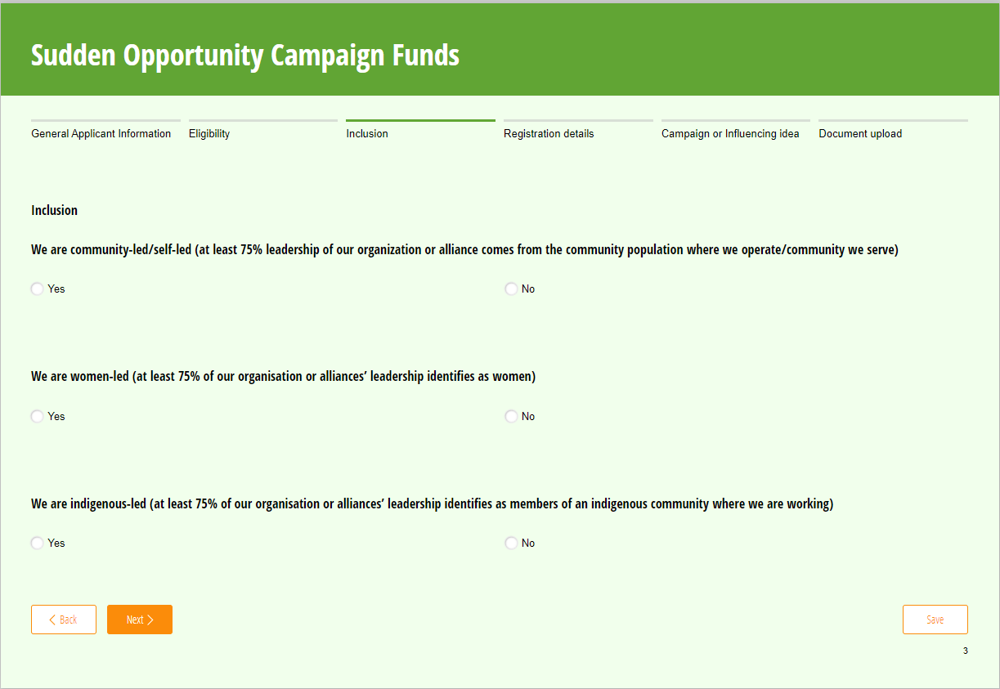 Sudden Opportunity Campaign Funds
General Applicant Information Eligibility Inclusion Registration details Campaign or Influencing idea Document upload
Inclusion
We are community-led/self-led (at least 75% leadership of our organization or alliance comes from the community population where we operate/community we serve)
Yes No
We are women-led (at least 75% of our organisation or alliances’ leadership identifies as women)
Yes No
We are indigenous-led (at least 75% of our organisation or alliances’ leadership identifies as members of an indigenous community where we are working)
Yes No
Back Next Save
3